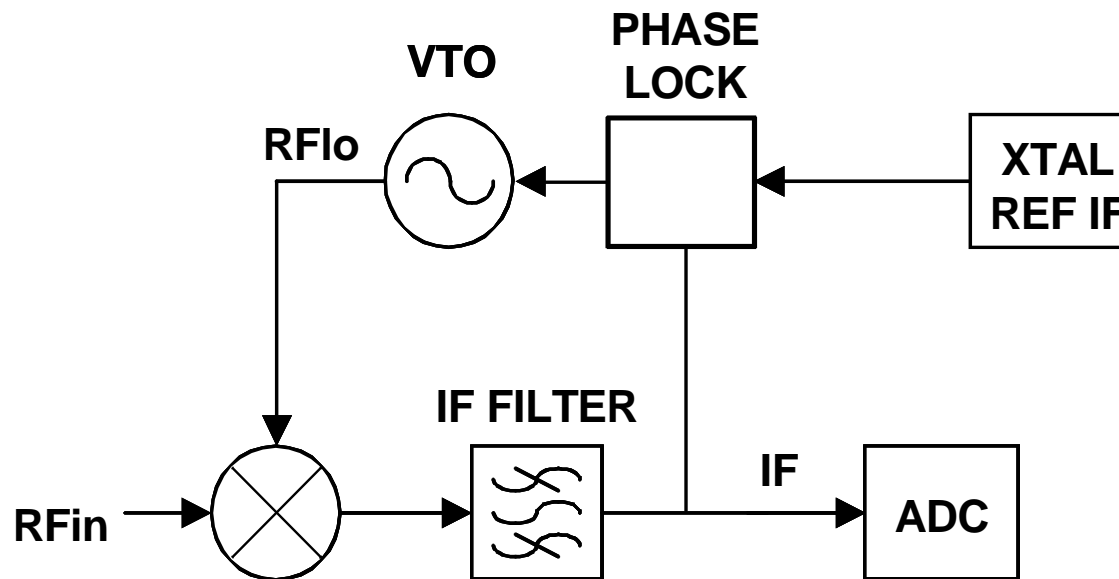 PHASE
LOCK
VTO
RFlo
XTAL
REF IF
IF FILTER
IF
RFin
ADC